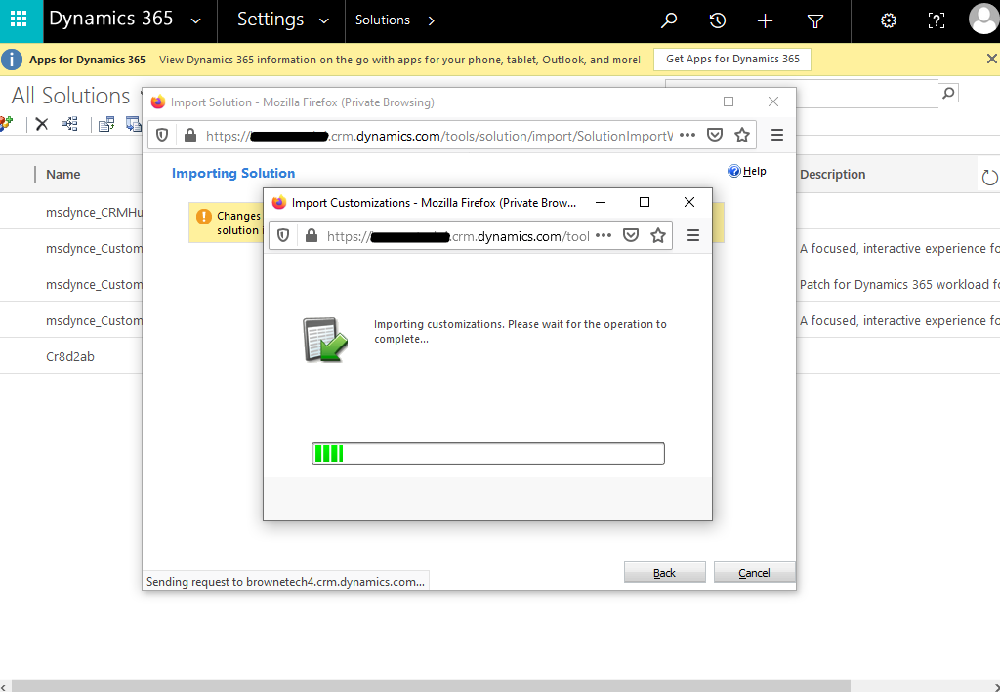 Dynamics 365 Settings Solutions
Apps for Dynamics 365 View Dynamics 365 information on the go with apps for your phone, tablet, Outlook, and more! Get Apps for Dynamics 365
All Solutions
Import Solution - Mozilla Firefox (Private Browsing)
https:// .crm.dynamics.com/tools/solution/import/SolutionImportW
Importing Solution
Help
Name
Description
Changes
solution i
Import Customizations - Mozilla Firefox (Private Brow...
https:// .crm.dynamics.com/tool
msdynce_CRMHu
msdynce_Custom
A focused, interactive experience fo
msdynce_Custom
Patch for Dynamics 365 workload fo
msdynce_Custom
A focused, interactive experience fo
Cr8d2ab
Importing customizations. Please wait for the operation to
complete...
Back
Cancel
Sending request to brownetech4.crm.dynamics.com...